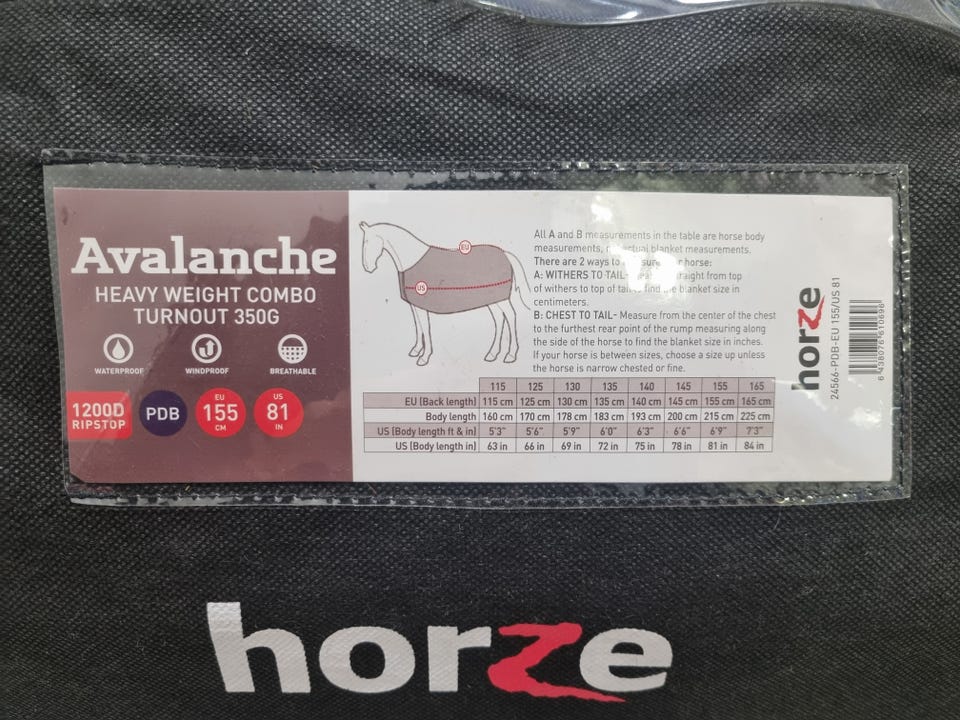 Avalanche
HEAVY WEIGHT COMBO
TURNOUT 350G
WATERPROOF WINDPROOF BREATHABLE
1200D
RIPSTOP
PDB
EU
155
CM
US
81
IN
EU
US
All A and B measurements in the table are horse body
measurements, actual blanket measurements.
There are 2 ways to horse:
A: WITHERS TO TAIL- straight from top
of withers to top of tail to find the blanket size in
centimeters.
B: CHEST TO TAIL- Measure from the center of the chest
to the furthest rear point of the rump measuring along
the side of the horse to find the blanket size in inches.
If your horse is between sizes, choose a size up unless
the horse is narrow chested or fine.
115 125 130 135 140 145 155 165
EU (Back length) 115 cm 125 cm 130 cm 135 cm 140 cm 145 cm 155 cm 165 cm
Body length 160 cm 170 cm 178 cm 183 cm 193 cm 200 cm 215 cm 225 cm
US (Body length ft & in) 5'3" 5'6" 5'9" 6'0" 6'3" 6'6" 6'9" 7'3"
US (Body length in) 63 in 66 in 69 in 72 in 75 in 78 in 81 in 84 in
horze
24566-PDB-EU 155/US 81
6 438076 610696
horze